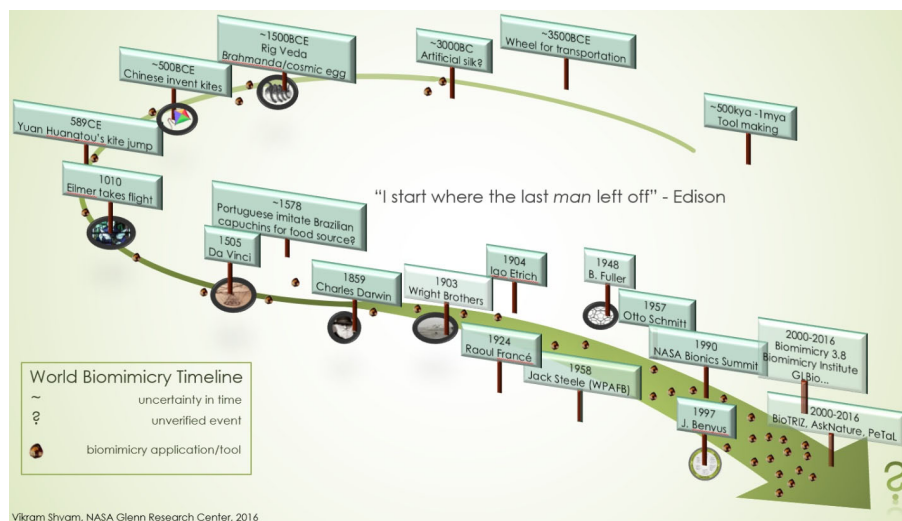 ~1500BCE
Rig Veda
Brahmanda/cosmic egg
~3000BC
Artificial silk?
~3500BCE
Wheel for transportation
~500BCE
Chinese invent kites
~500kya -1mya
Tool making
589CE
Yuan Huangtou's kite jump
1010
Eilmer takes flight
"I start where the last man left off" - Edison
~1578
Portuguese imitate Brazilian
capuchins for food source?
1505
Da Vinci
1859
Charles Darwin
1903
Wright Brothers
1904
Iao Etrich
1948
B. Fuller
1957
Otto Schmitt
1924
Raoul Francé
1958
Jack Steele (WPAFB)
1990
NASA Bionics Summit
2000-2016
Biomimicry 3.8
Biomimicry Institute
GLBio...
1997
J. Benyus
2000-2016
BioTRIZ, AskNature, PeTaL
World Biomimicry Timeline
~ uncertainty in time
? unverified event
biomimicry application/tool
Vikram Shyam, NASA Glenn Research Center, 2016